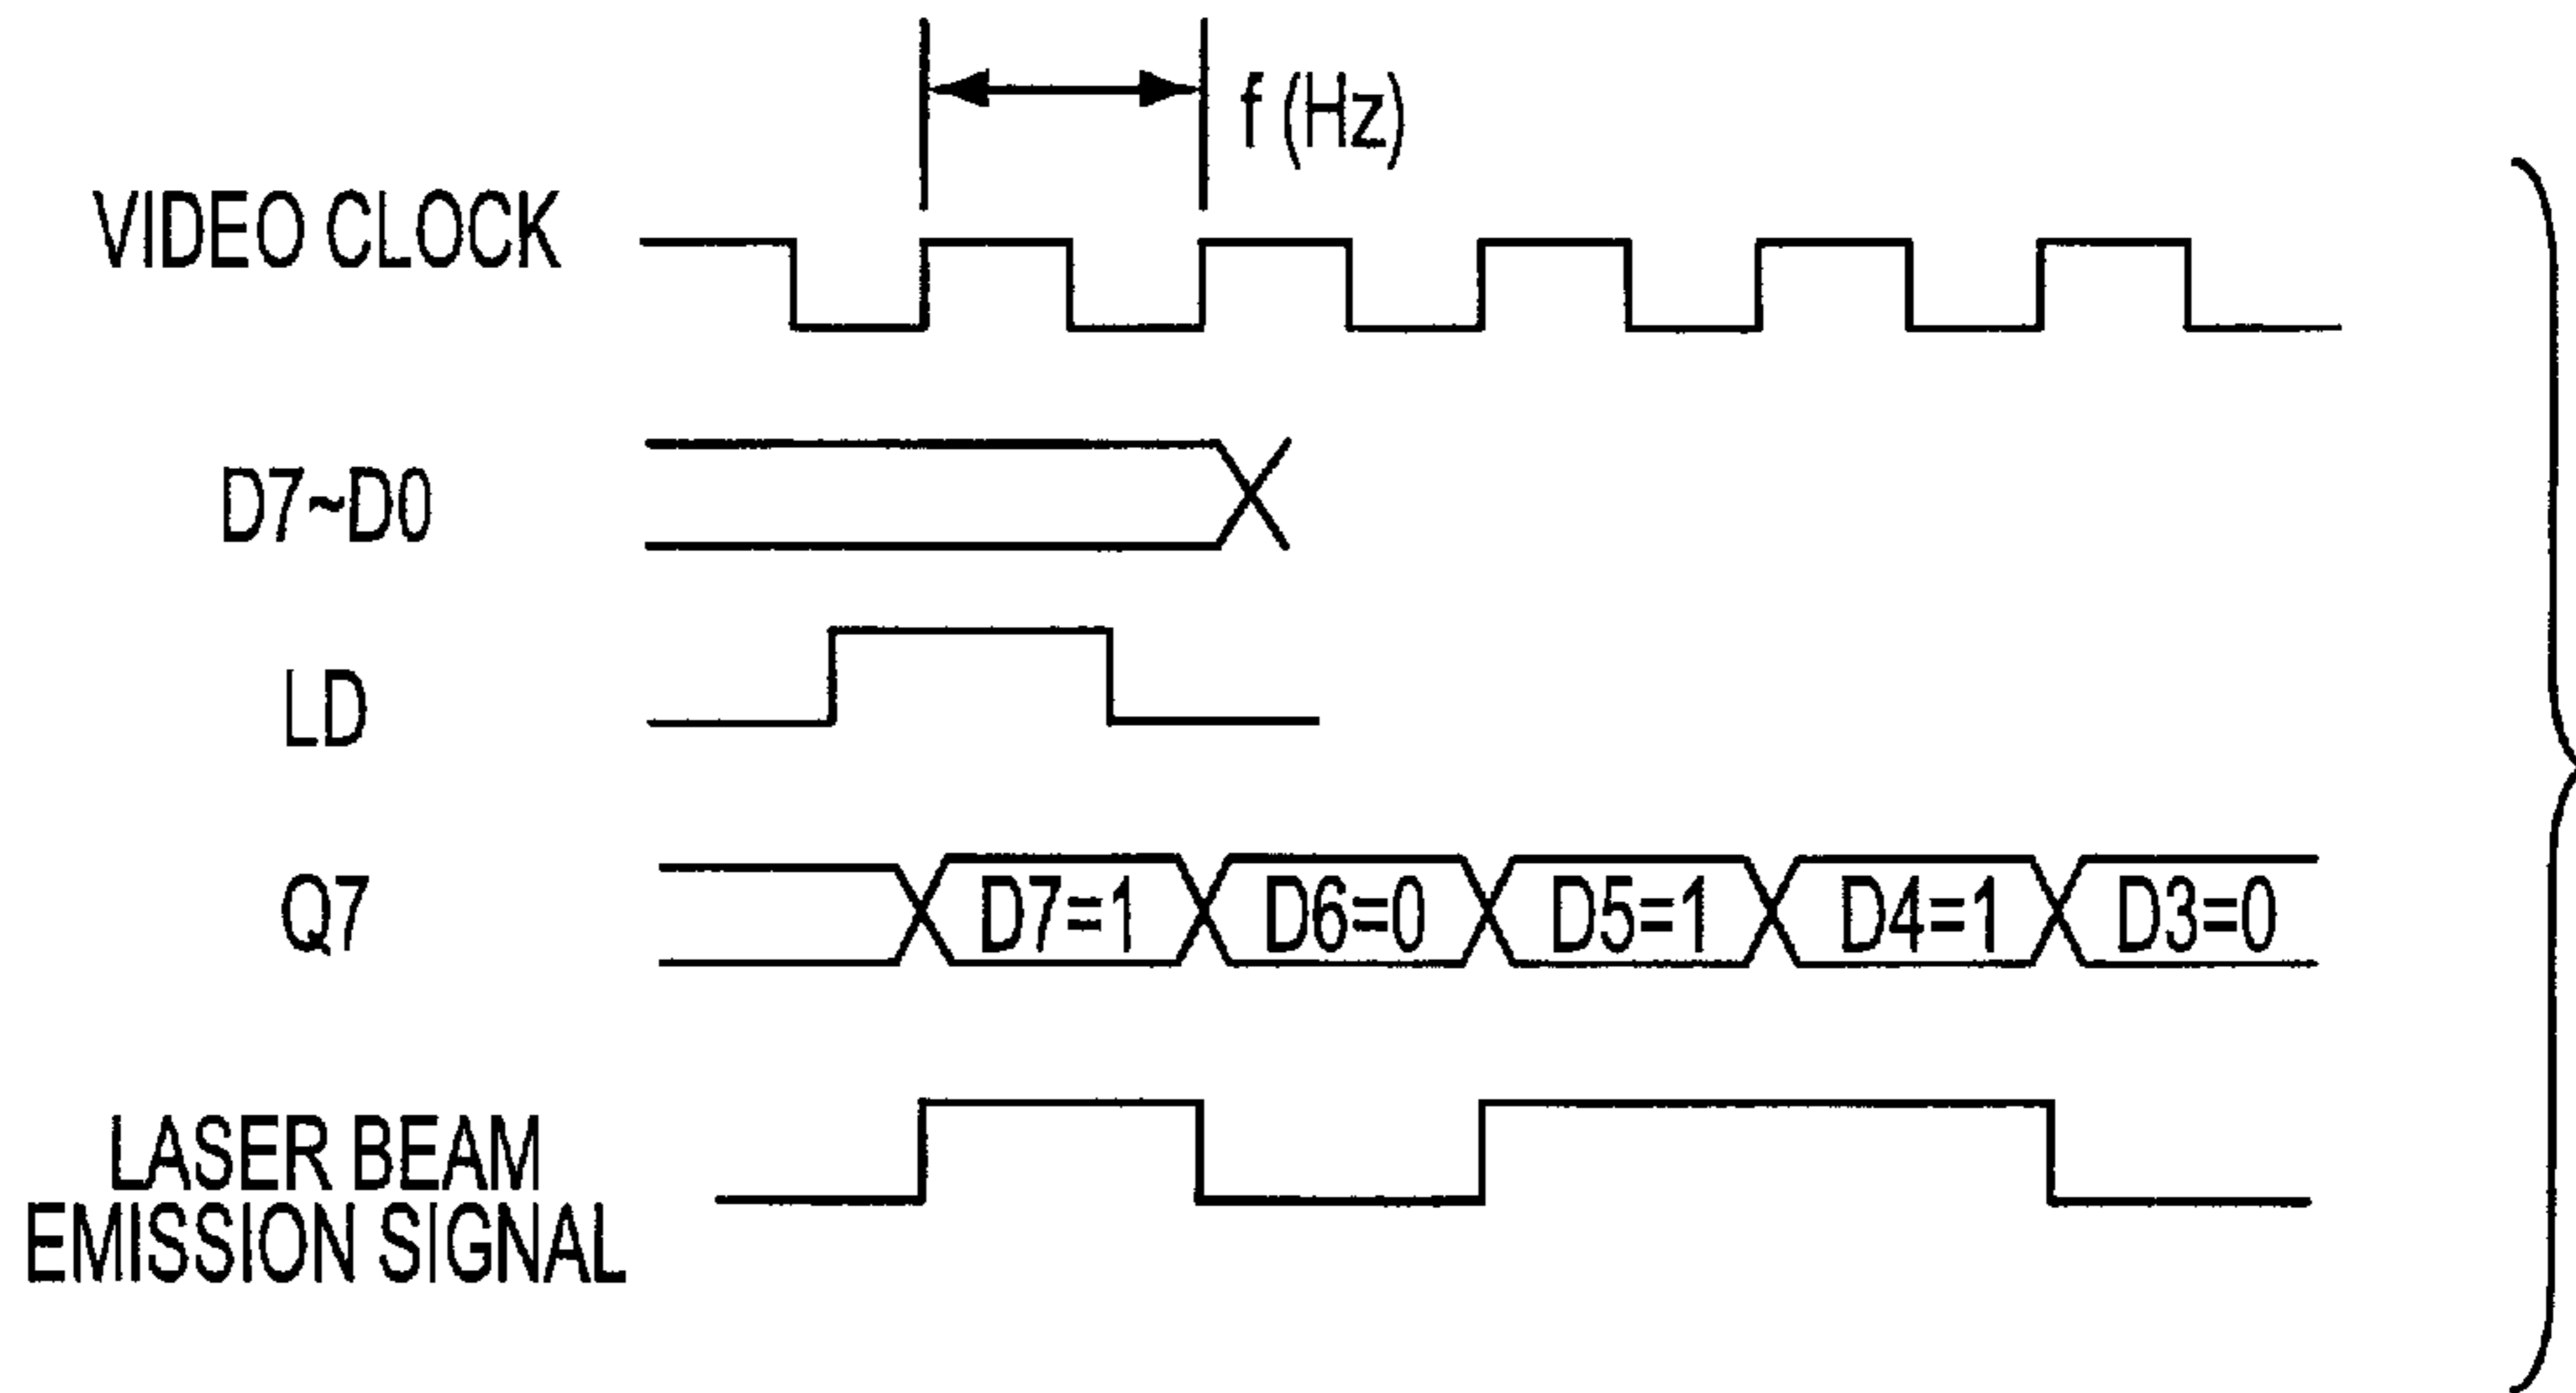 f (Hz)
VIDEO CLOCK
D7~D0
LD
Q7
D7=1
D6=0
D5=1
D4=1
D3=0
LASER BEAM
EMISSION SIGNAL